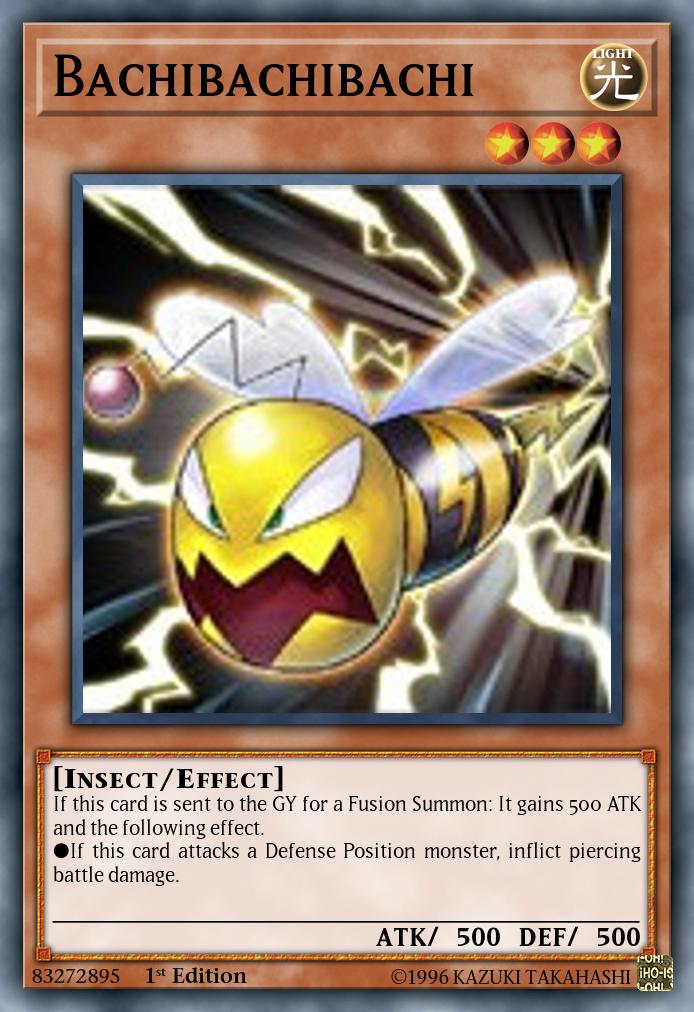 BACHIBACHIBACHI
LIGHT
光
[INSECT/EFFECT]
If this card is sent to the GY for a Fusion Summon: It gains 500 ATK
and the following effect.
●If this card attacks a Defense Position monster, inflict piercing
battle damage.
ATK/ 500 DEF/ 500
83272895 1st Edition ©1996 KAZUKI TAKAHASHI